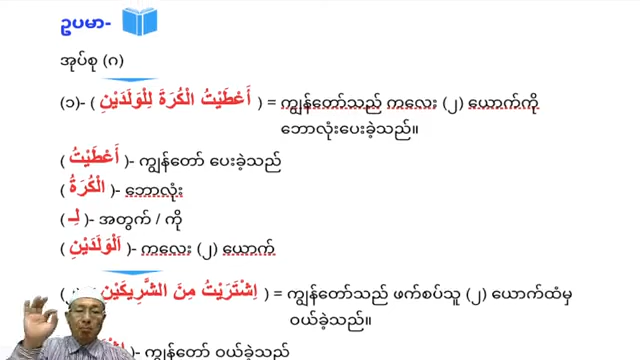 ဥပမာ-
အုပ်စု (ဂ)
(၁)- ( أَعْطَيْتُ الْكُرَةَ لِلْوَلَدَيْنِ ) = ကျွန်တော်သည် ကလေး (၂) ယောက်ကို
ဘောလုံးပေးခဲ့သည်။
( أَعْطَيْتُ )- ကျွန်တော် ပေးခဲ့သည်
( الْكُرَةُ )- ဘောလုံး
( لِـ )- အတွက် / ကို
( اَلْوَلَدَيْنِ )- ကလေး (၂) ယောက်
( اِشْتَرَيْتُ مِنَ الشَّرِيكَيْنِ ) = ကျွန်တော်သည် ဖက်စပ်သူ (၂) ယောက်ထံမှ
ဝယ်ခဲ့သည်။
)- ကျွန်တော် ဝယ်ခဲ့သည်